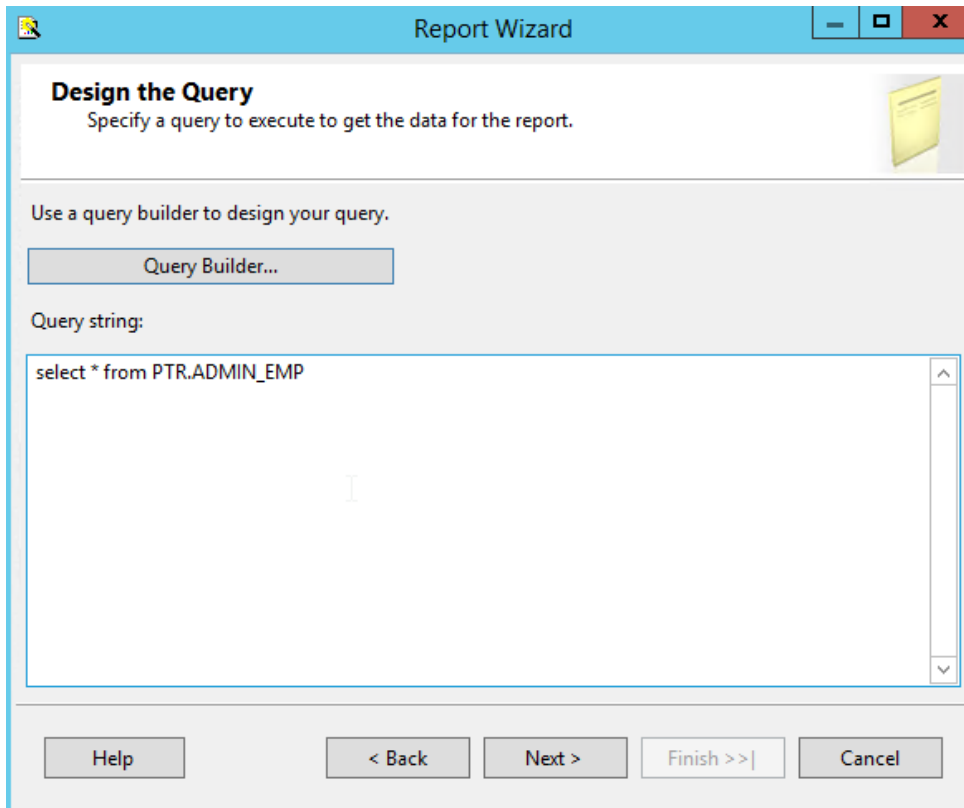 Report Wizard
Design the Query
Specify a query to execute to get the data for the report.
Use a query builder to design your query.
Query Builder...
Query string:
select * from PTR.ADMIN_EMP
Help
< Back
Next >
Finish >>|
Cancel